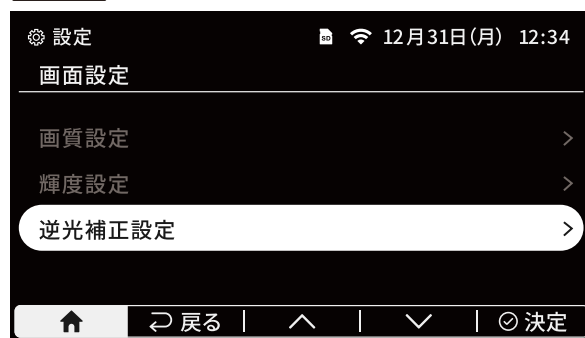 設定 SD 12月31日(月) 12:34
画面設定
画質設定
輝度設定
逆光補正設定
戻る 決定